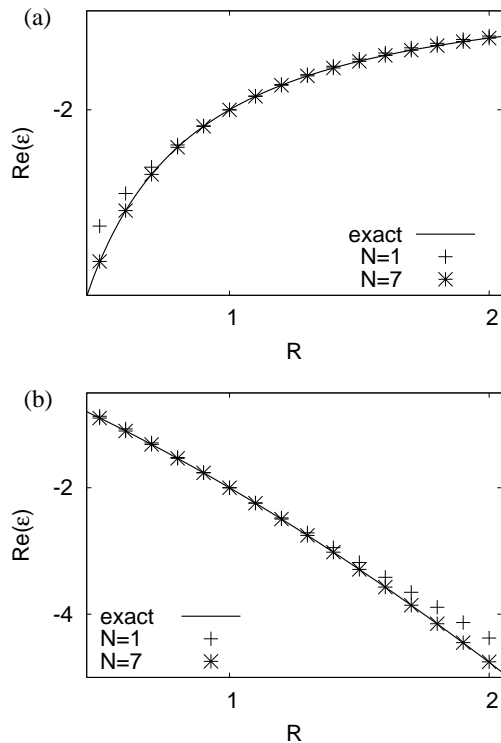 (a)
-2
Re(ε)
exact
N=1
N=7
1
2
R
(b)
-2
Re(ε)
-4
exact
N=1
N=7
1
2
R